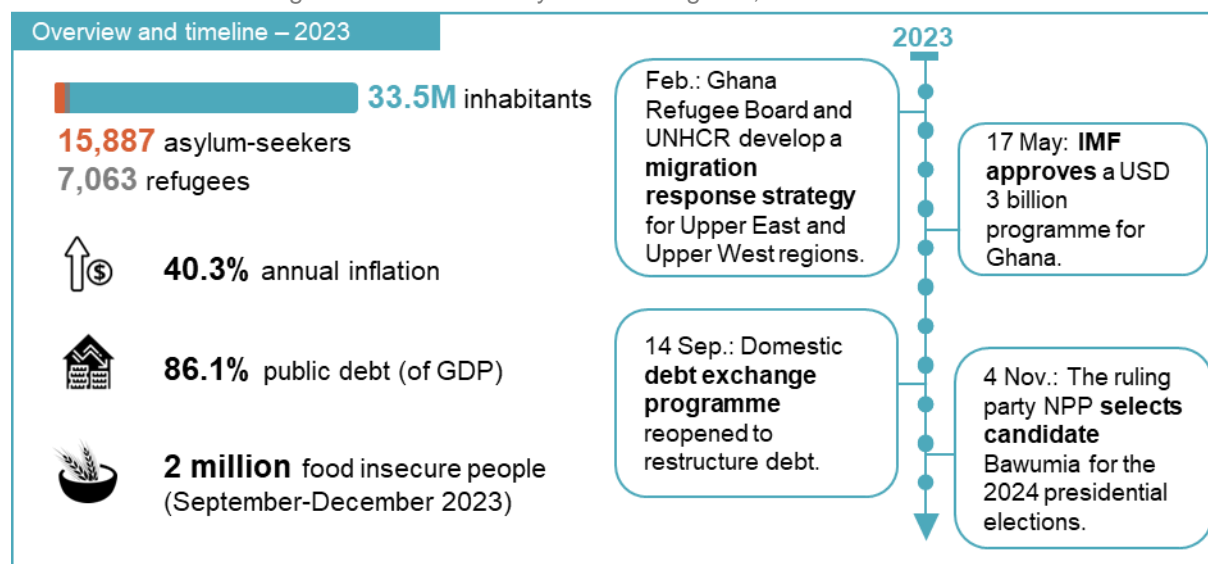 Overview and timeline – 2023
33.5M inhabitants
15,887 asylum-seekers
7,063 refugees
40.3% annual inflation
86.1% public debt (of GDP)
2 million food insecure people
(September-December 2023)
2023
Feb.: Ghana
Refugee Board and
UNHCR develop a
migration
response strategy
for Upper East and
Upper West regions.
17 May: IMF
approves a USD
3 billion
programme for
Ghana.
14 Sep.: Domestic
debt exchange
programme
reopened to
restructure debt.
4 Nov.: The ruling
party NPP selects
candidate
Bawumia for the
2024 presidential
elections.